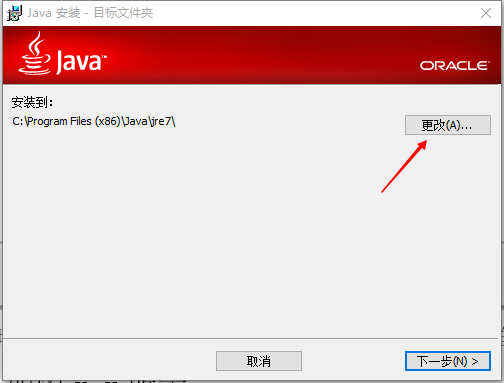 Java 安装 - 目标文件夹
Java™
ORACLE®
安装到：
C:\Program Files (x86)\Java\jre7\
更改(A)...
取消
下一步(N) >